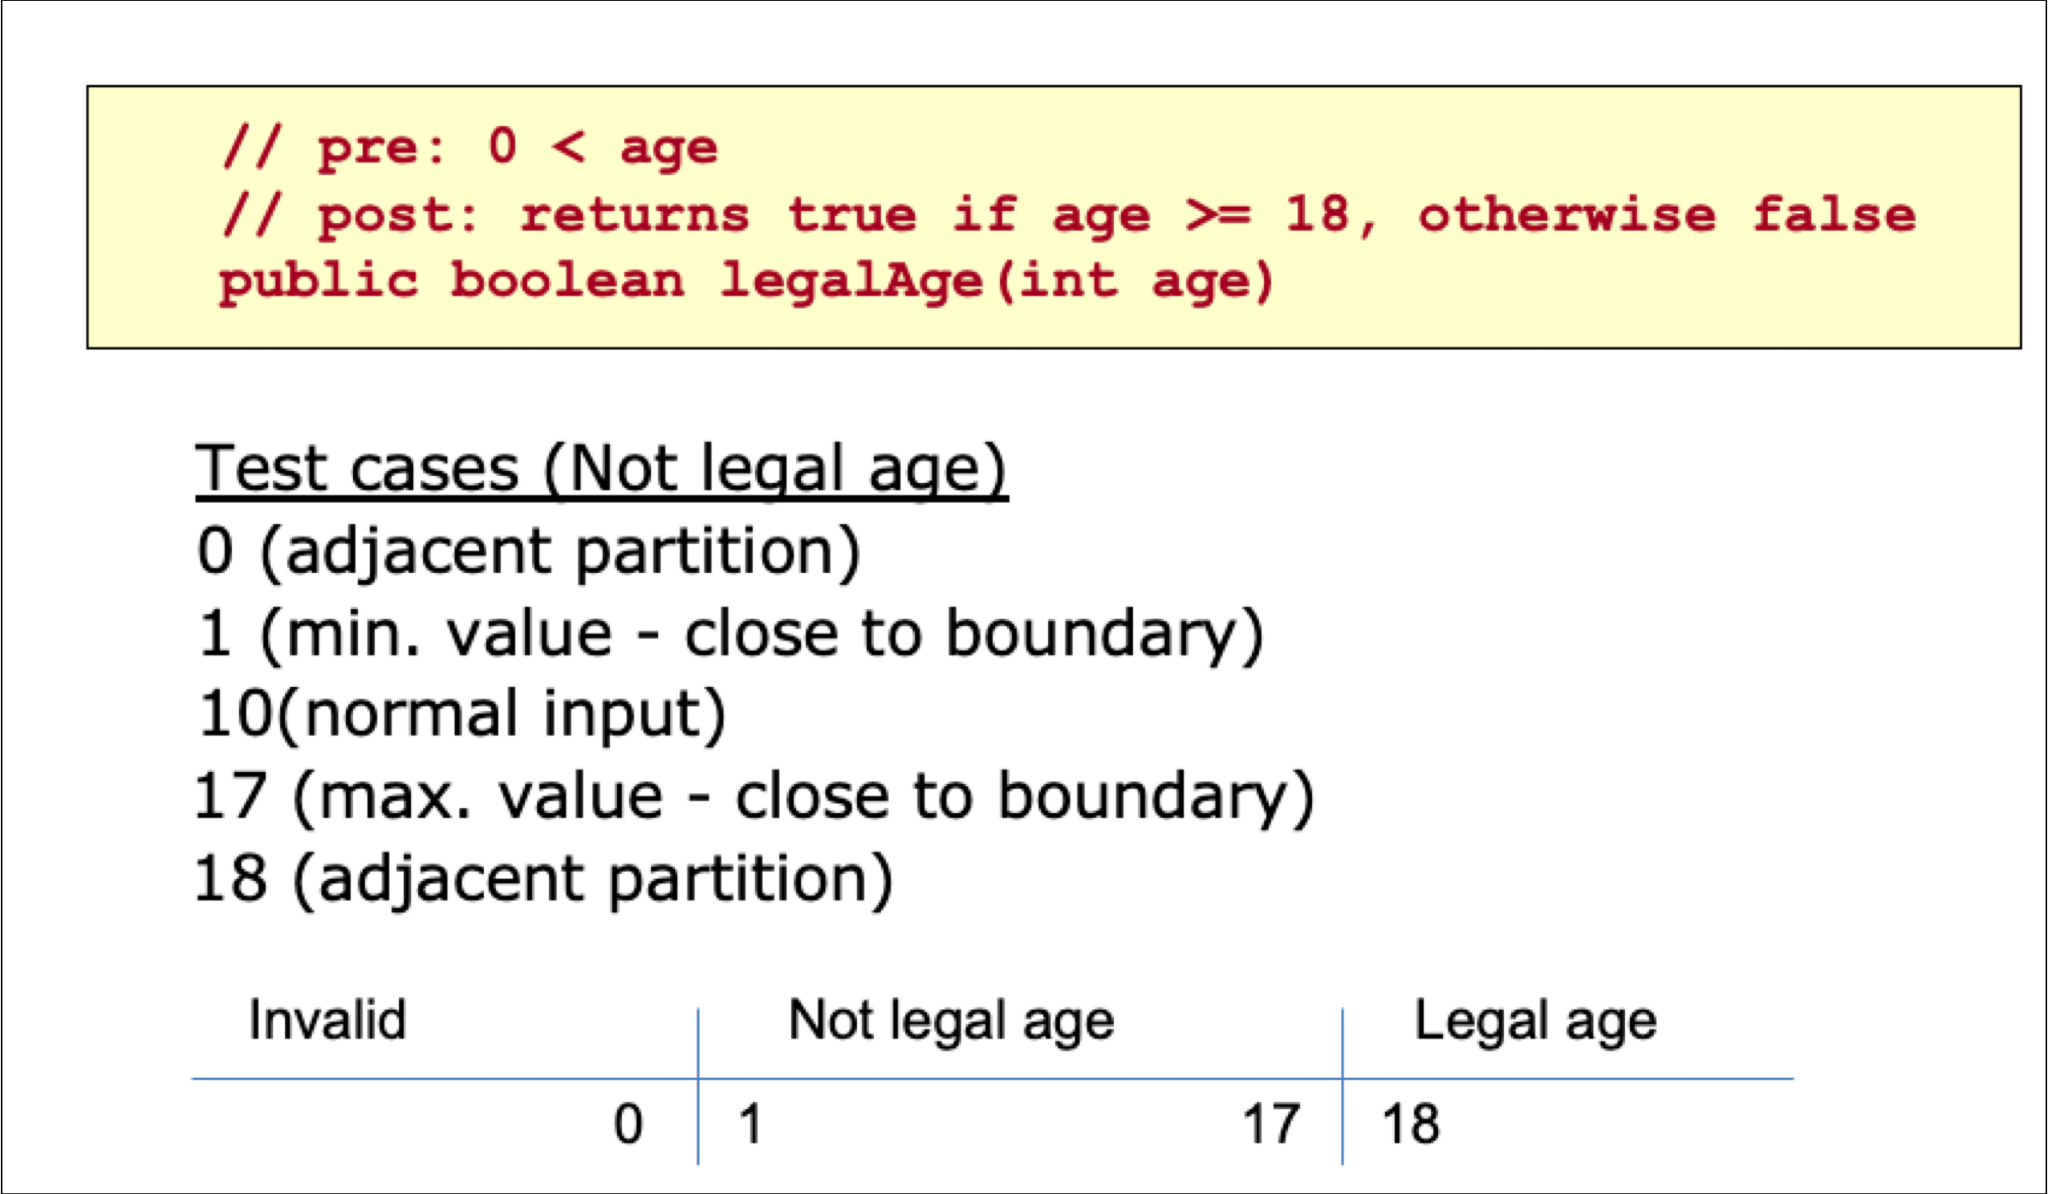 // pre: 0 < age
// post: returns true if age >= 18, otherwise false
public boolean legalAge(int age)
Test cases (Not legal age)
0 (adjacent partition)
1 (min. value - close to boundary)
10(normal input)
17 (max. value - close to boundary)
18 (adjacent partition)
Invalid Not legal age Legal age
0 1 17 18